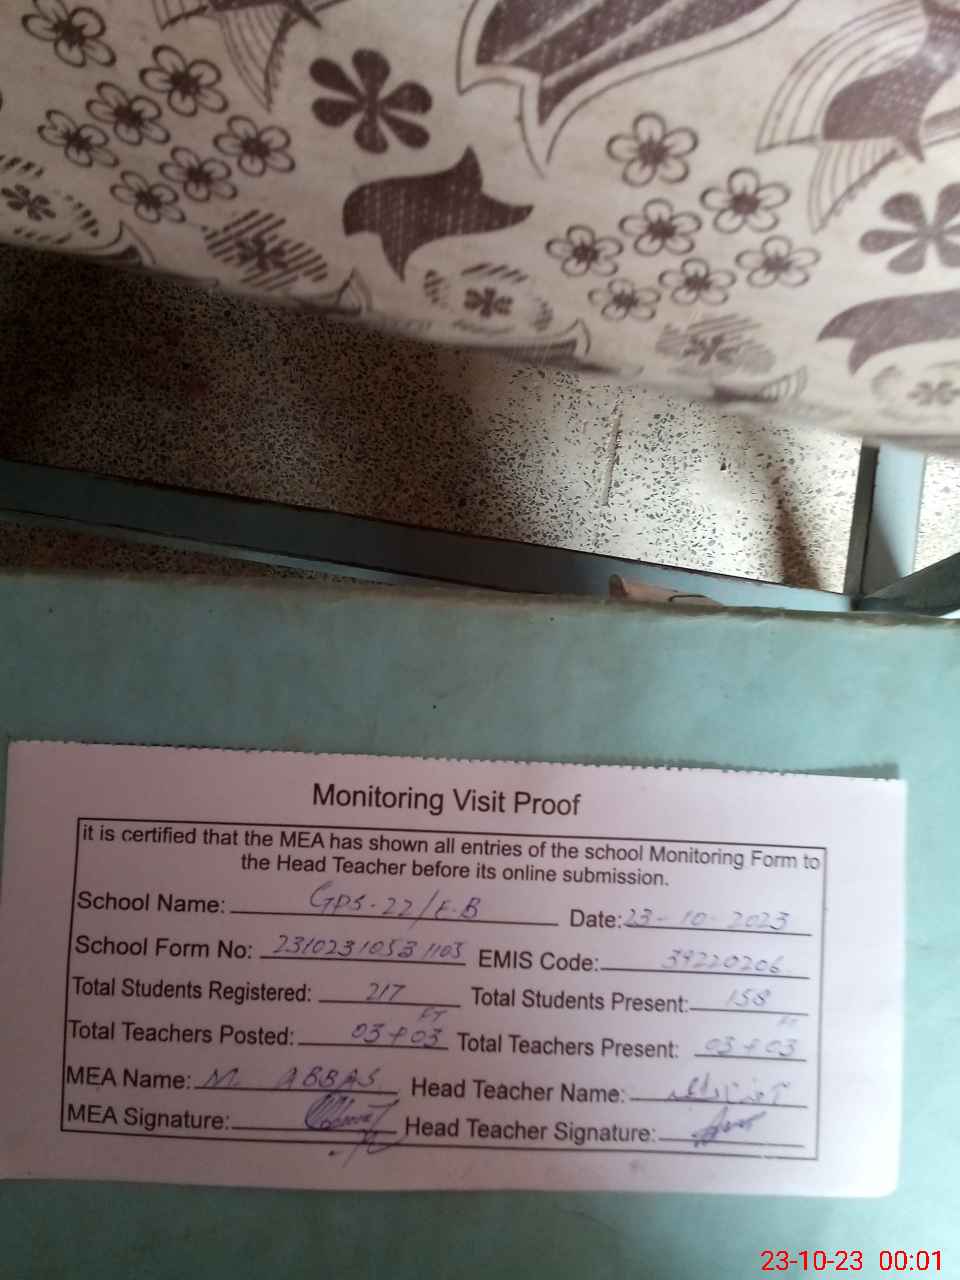 Monitoring Visit Proof
it is certified that the MEA has shown all entries of the school Monitoring Form to
the Head Teacher before its online submission.
School Name: GPS-22/F.B Date: 23-10-2023
School Form No: EMIS Code: 39220206
Total Students Registered: 217 Total Students Present: 158
Total Teachers Posted: 03+03 FT Total Teachers Present: 03+03 FT
MEA Name: M. ABBAS Head Teacher Name:
MEA Signature: Head Teacher Signature:
23-10-23 00:01